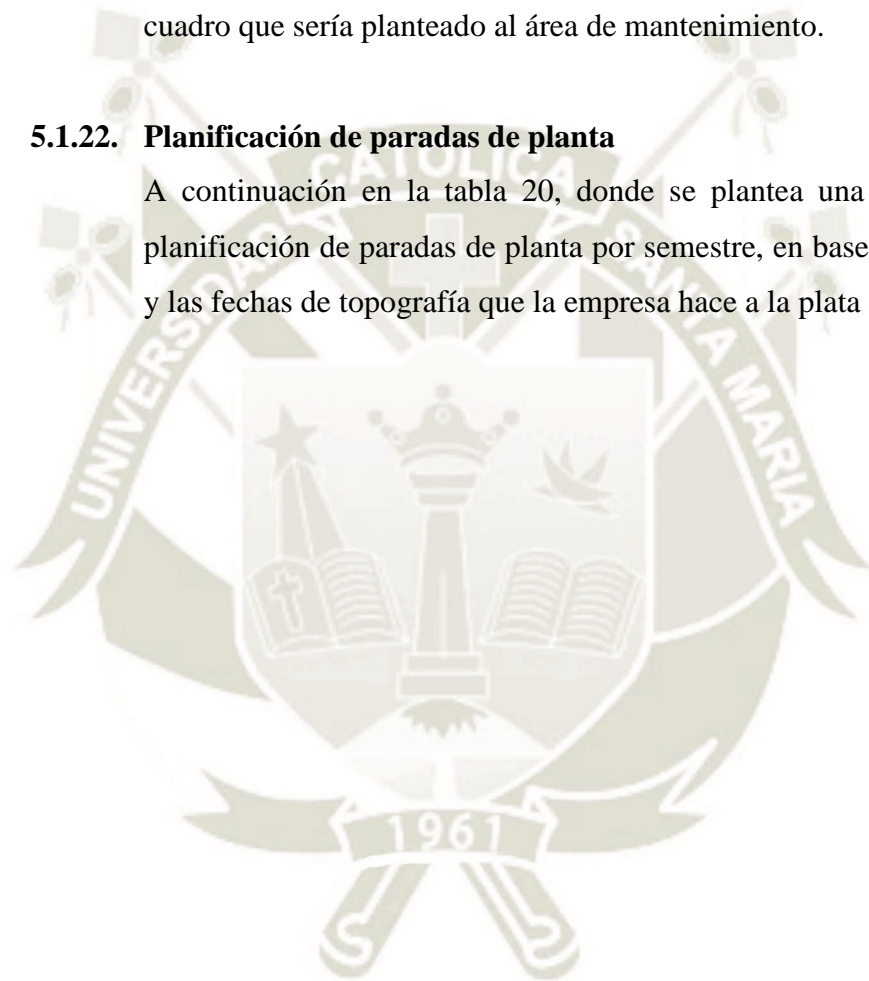 cuadro que sería planteado al área de mantenimiento.
5.1.22. Planificación de paradas de planta
A continuación en la tabla 20, donde se plantea una
planificación de paradas de planta por semestre, en base
y las fechas de topografía que la empresa hace a la plata
UNIVERSIDAD CATOLICA SANTA MARIA
1961